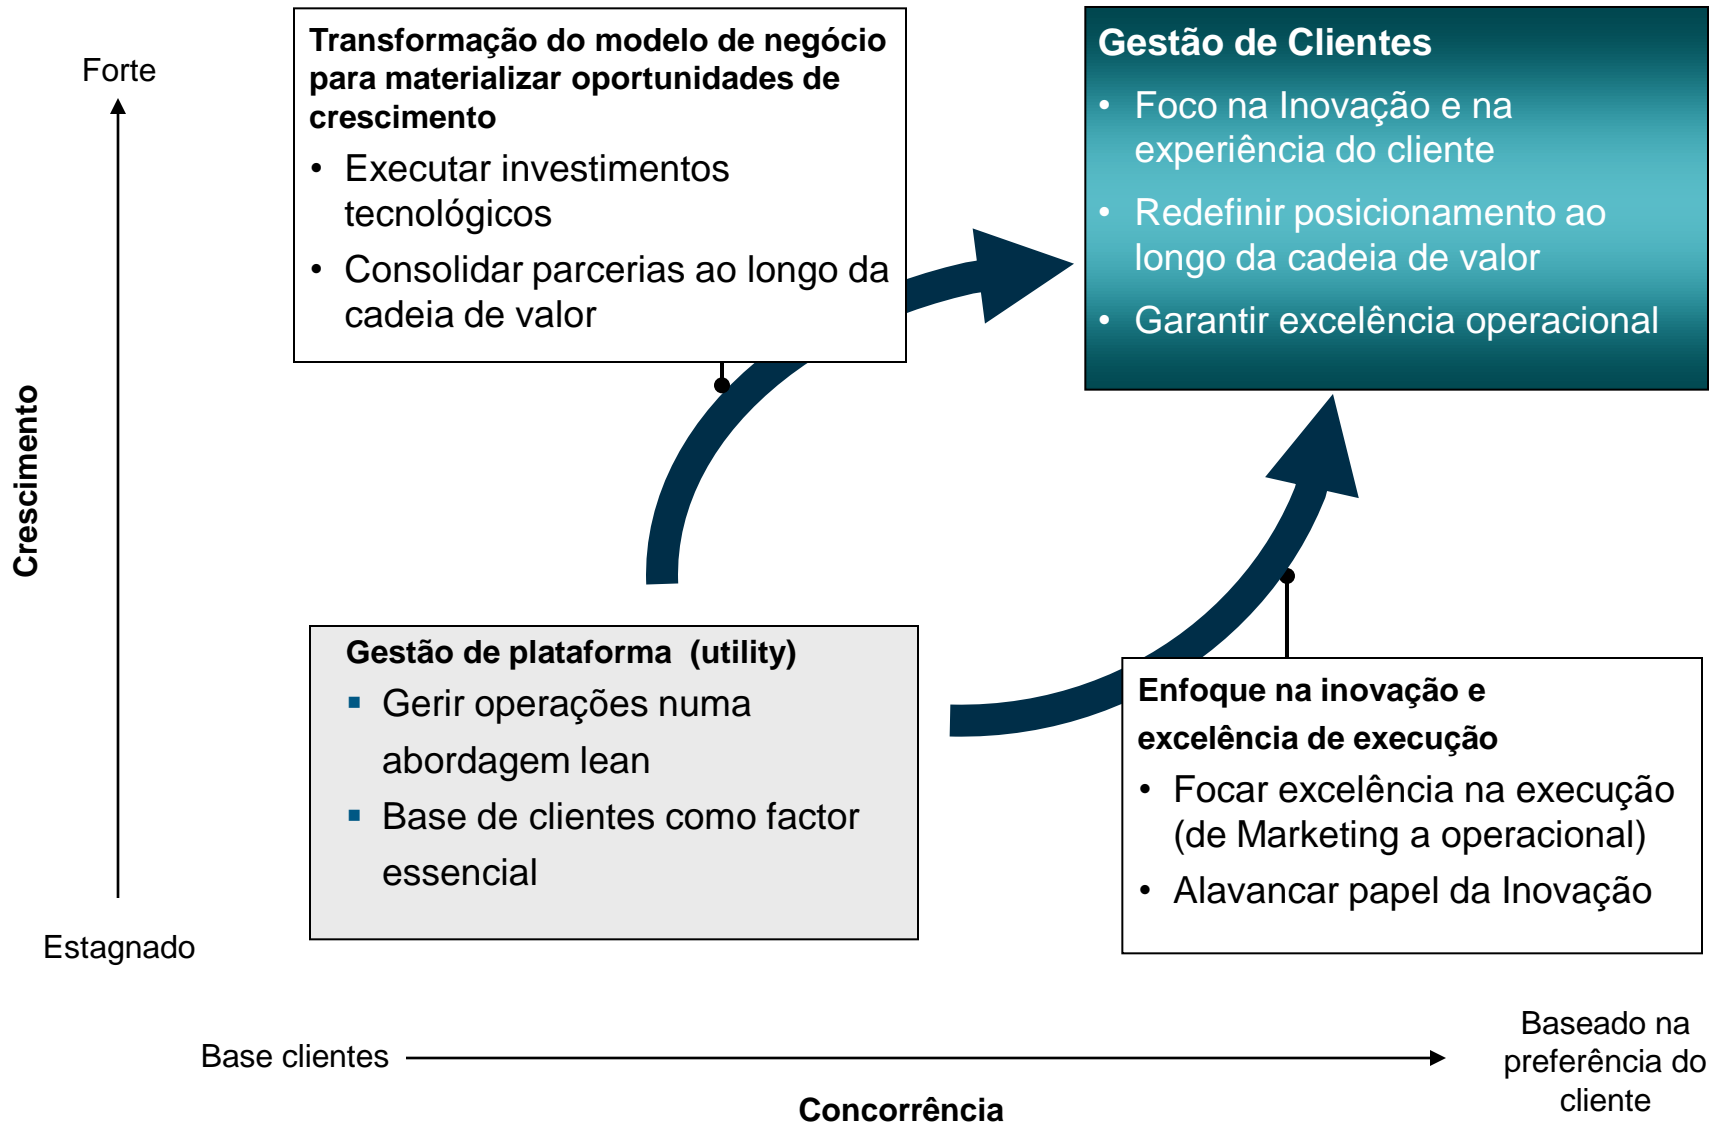 Forte
Transformação do modelo de negócio
para materializar oportunidades de
crescimento
• Executar investimentos
tecnológicos
• Consolidar parcerias ao longo da
cadeia de valor
Gestão de Clientes
• Foco na Inovação e na
experiência do cliente
• Redefinir posicionamento ao
longo da cadeia de valor
• Garantir excelência operacional
Crescimento
Gestão de plataforma (utility)
▪ Gerir operações numa
abordagem lean
▪ Base de clientes como factor
essencial
Enfoque na inovação e
excelência de execução
• Focar excelência na execução
(de Marketing a operacional)
• Alavancar papel da Inovação
Estagnado
Base clientes
Baseado na
preferência do
cliente
Concorrência